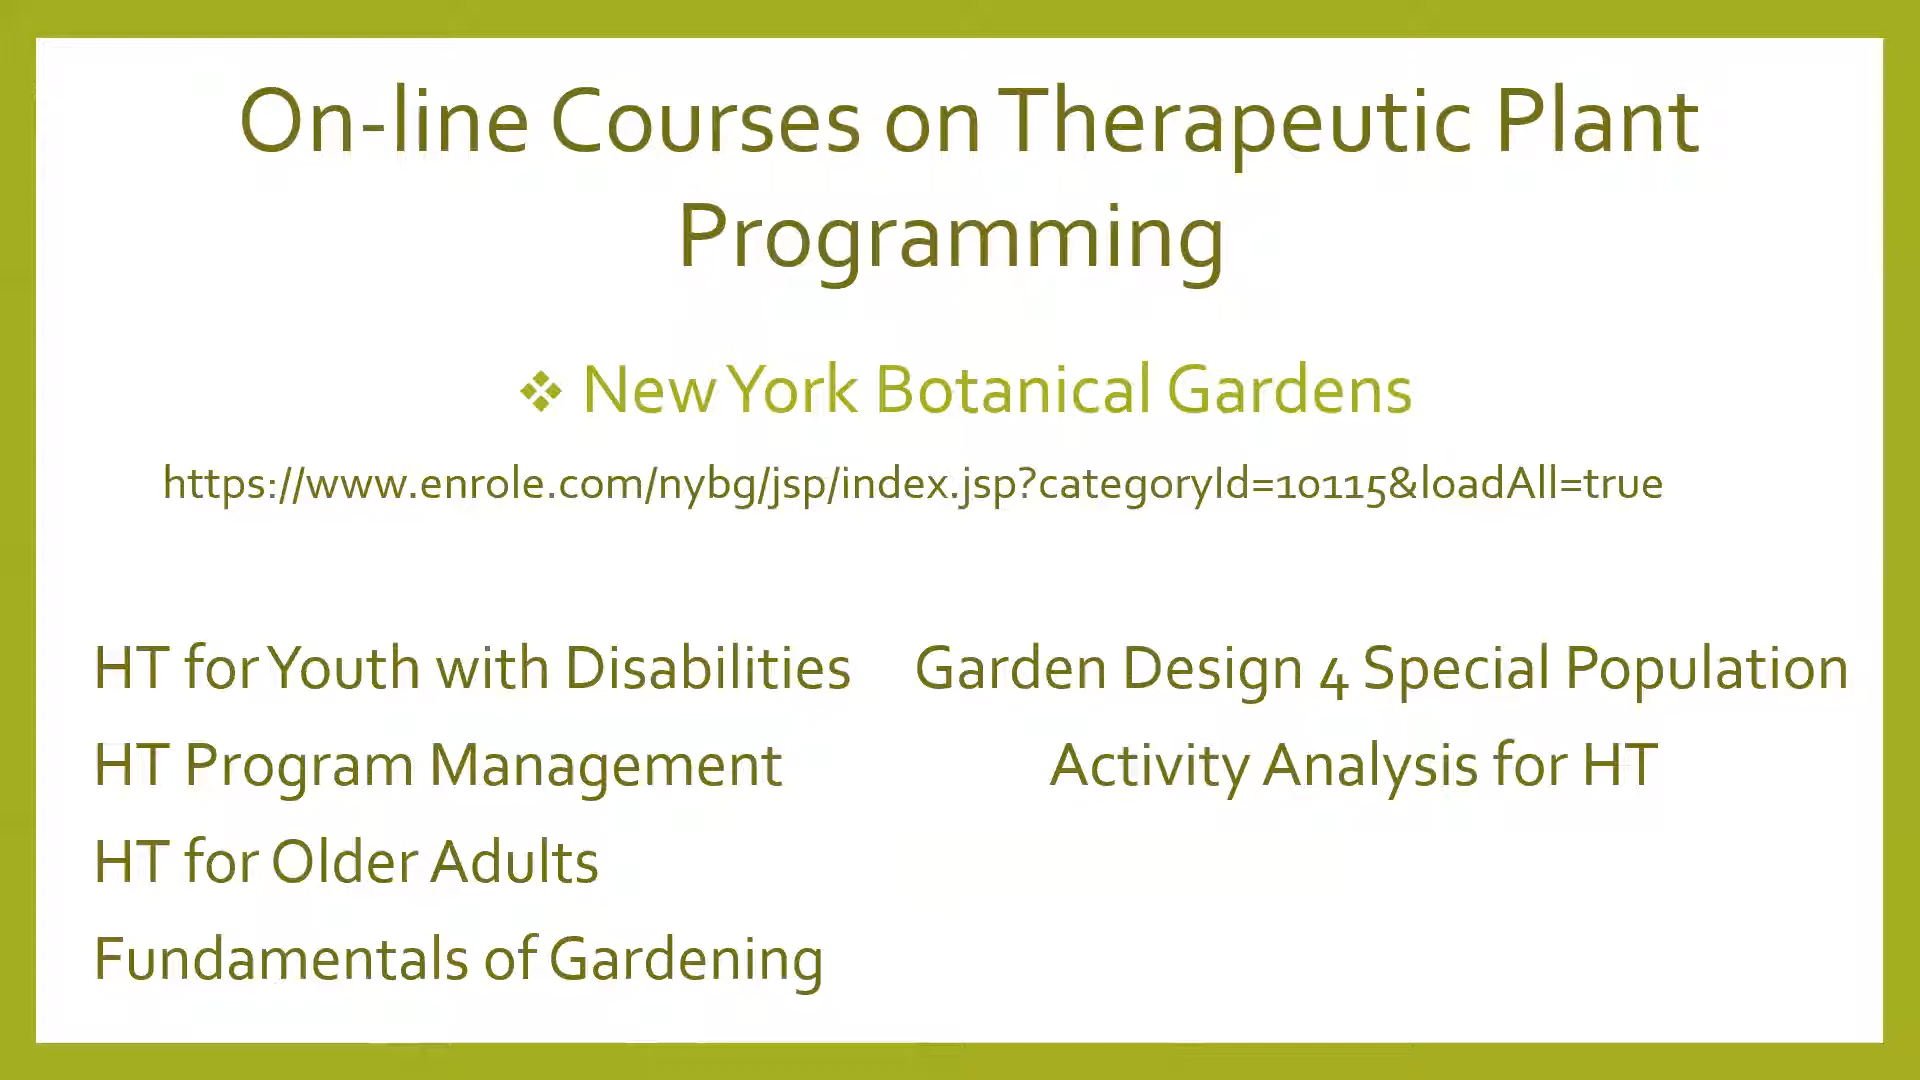 On-line Courses on Therapeutic Plant
Programming
❖ New York Botanical Gardens
https://www.enrole.com/nybg/jsp/index.jsp?categoryId=10115&loadAll=true
HT for Youth with Disabilities Garden Design 4 Special Population
HT Program Management Activity Analysis for HT
HT for Older Adults
Fundamentals of Gardening